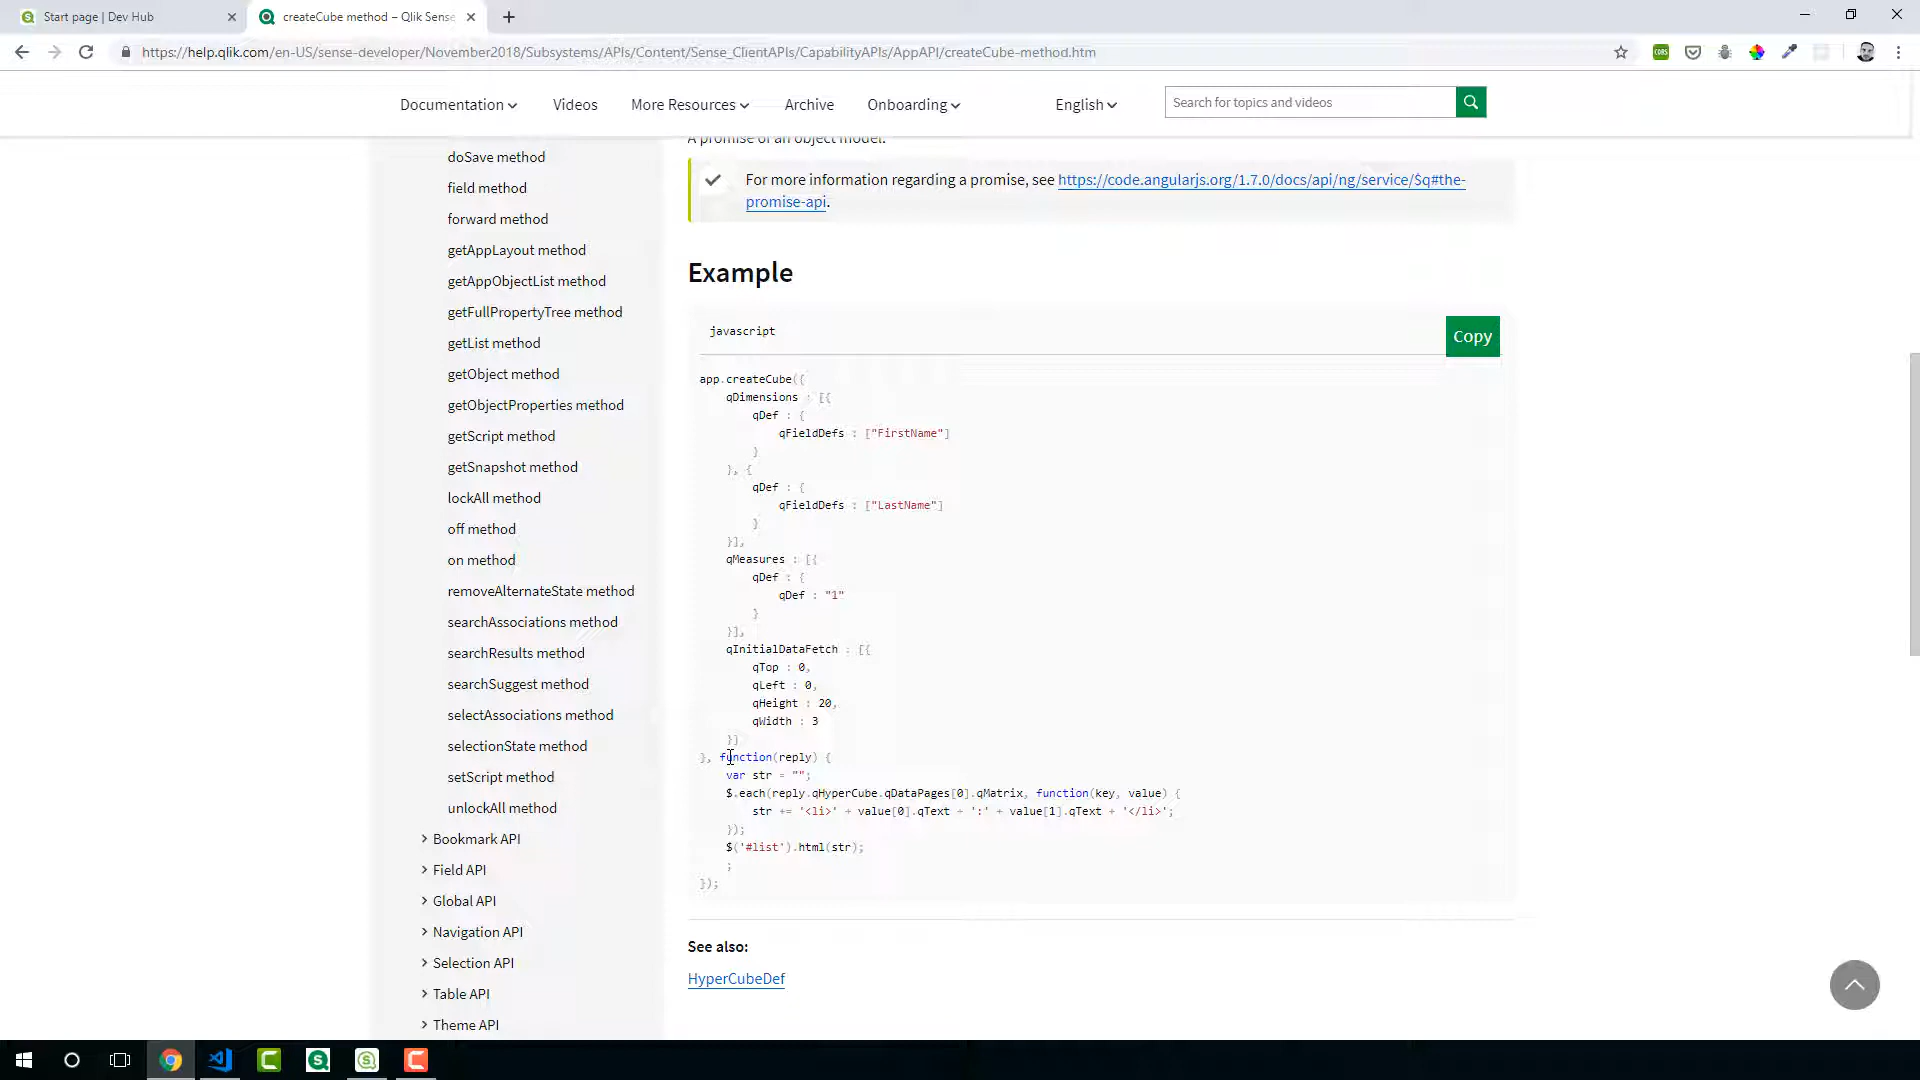 Start page | Dev Hub
createCube method – Qlik Sense
https://help.qlik.com/en-US/sense-developer/November2018/Subsystems/APIs/Content/Sense_ClientAPIs/CapabilityAPIs/AppAPI/createCube-method.htm
CORS
Documentation
Videos
More Resources
Archive
Onboarding
English
Search for topics and videos
doSave method
field method
forward method
getAppLayout method
getAppObjectList method
getFullPropertyTree method
getList method
getObject method
getObjectProperties method
getScript method
getSnapshot method
lockAll method
off method
on method
removeAlternateState method
searchAssociations method
searchResults method
searchSuggest method
selectAssociations method
selectionState method
setScript method
unlockAll method
Bookmark API
Field API
Global API
Navigation API
Selection API
Table API
Theme API
A promise of an object model.
For more information regarding a promise, see https://code.angularjs.org/1.7.0/docs/api/ng/service/$q#the-
promise-api.
Example
javascript
Copy
app.createCube({
qDimensions : [{
qDef : {
qFieldDefs : ["FirstName"]
}
}, {
qDef : {
qFieldDefs : ["LastName"]
}
}],
qMeasures : [{
qDef : {
qDef : "1"
}
}],
qInitialDataFetch : [{
qTop : 0,
qLeft : 0,
qHeight : 20,
qWidth : 3
}]
}, function(reply) {
var str = "";
$.each(reply.qHyperCube.qDataPages[0].qMatrix, function(key, value) {
str += '<li>' + value[0].qText + ':' + value[1].qText + '</li>';
});
$('#list').html(str);
;
});
See also:
HyperCubeDef